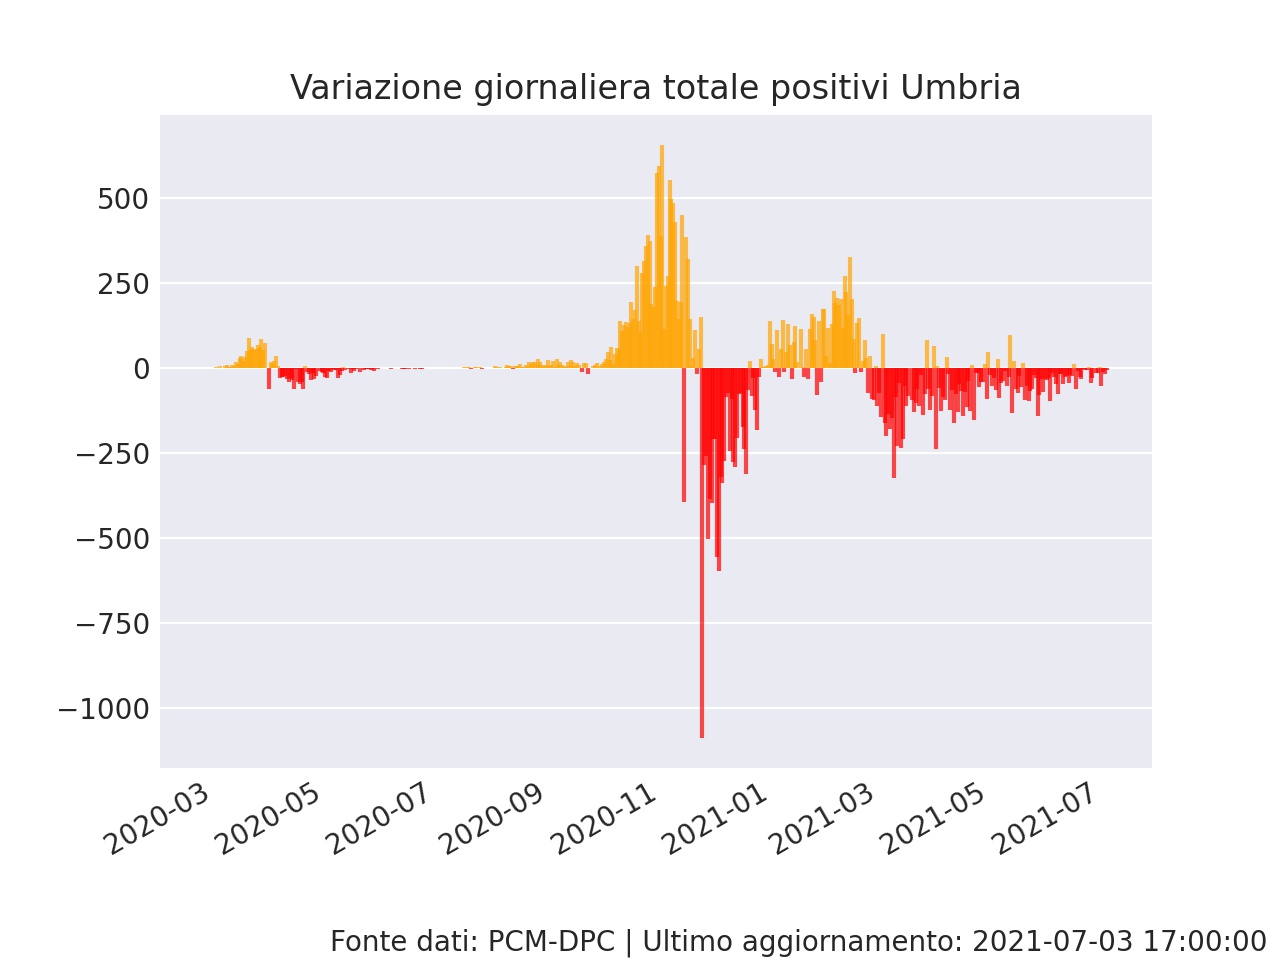 Variazione giornaliera totale positivi Umbria
500
250
0
−250
−500
−750
−1000
2020-03 2020-05 2020-07 2020-09 2020-11 2021-01 2021-03 2021-05 2021-07
Fonte dati: PCM-DPC | Ultimo aggiornamento: 2021-07-03 17:00:00